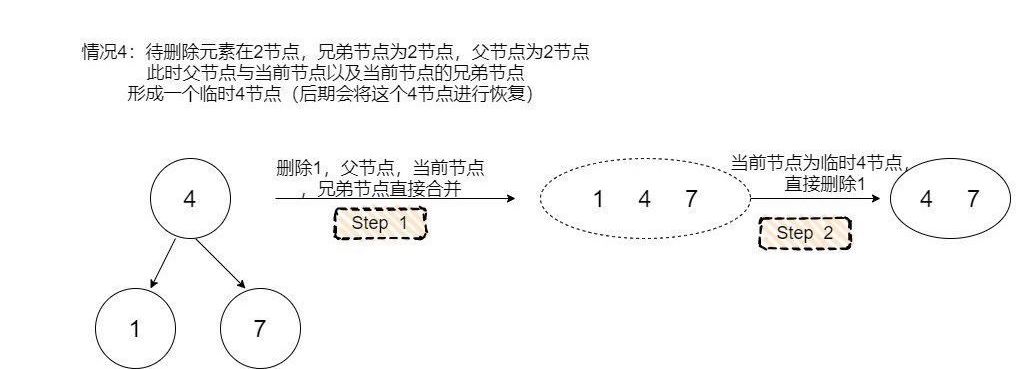 情况4：待删除元素在2节点，兄弟节点为2节点，父节点为2节点
此时父节点与当前节点以及当前节点的兄弟节点
形成一个临时4节点（后期会将这个4节点进行恢复）
4
1
7
删除1，父节点，当前节点
，兄弟节点直接合并
Step 1
1 4 7
当前节点为临时4节点，
直接删除1
Step 2
4 7